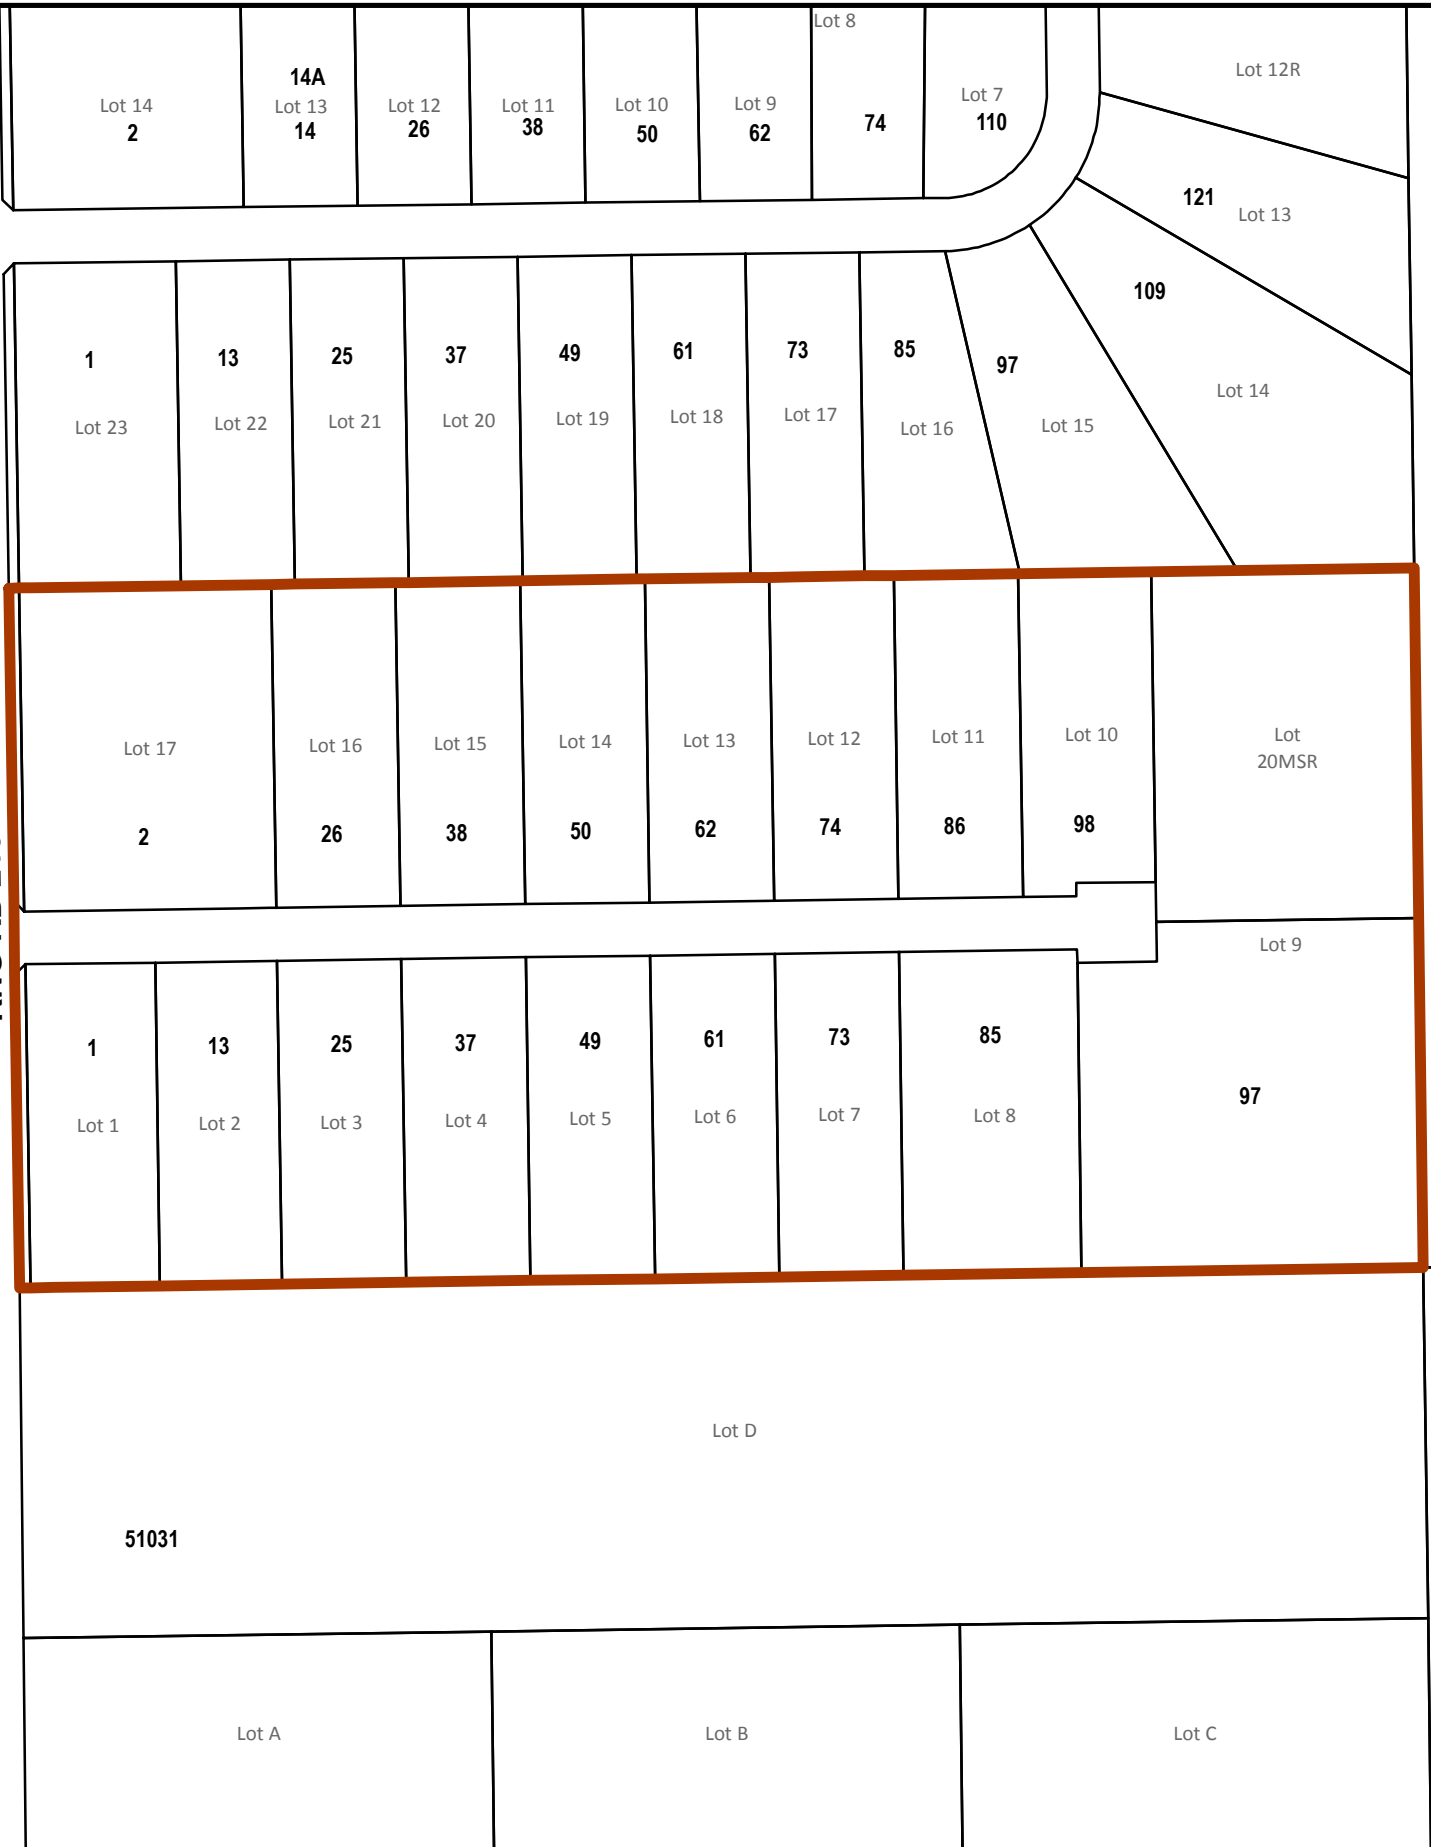 Lot 8
Lot 12R
14A
Lot 14
2
Lot 13
14
Lot 12
26
Lot 11
38
Lot 10
50
Lot 9
62
74
Lot 7
110
121
Lot 13
109
Lot 14
1
Lot 23
13
Lot 22
25
Lot 21
37
Lot 20
49
Lot 19
61
Lot 18
73
Lot 17
85
Lot 16
97
Lot 15
Lot 17
2
Lot 16
26
Lot 15
38
Lot 14
50
Lot 13
62
Lot 12
74
Lot 11
86
Lot 10
98
Lot
20MSR
Lot 9
97
1
Lot 1
13
Lot 2
25
Lot 3
37
Lot 4
49
Lot 5
61
Lot 6
73
Lot 7
85
Lot 8
Lot D
51031
Lot A
Lot B
Lot C